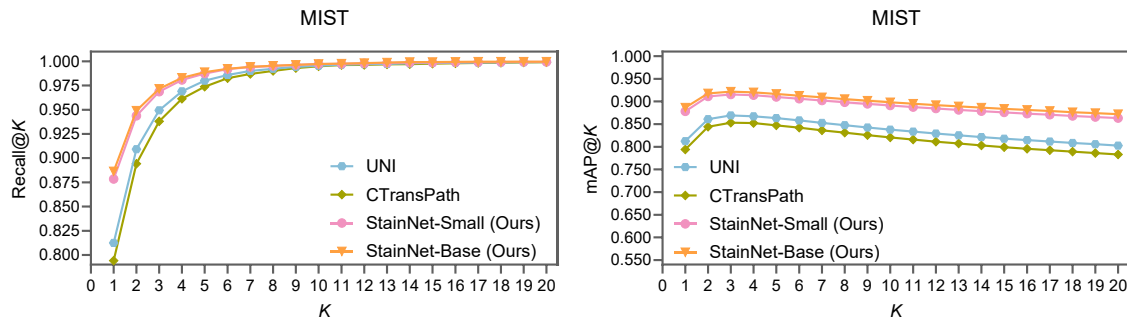 MIST
Recall@K
1.000
0.975
0.950
0.925
0.900
0.875
0.850
0.825
0.800
UNI
CTransPath
StainNet-Small (Ours)
StainNet-Base (Ours)
0 1 2 3 4 5 6 7 8 9 10 11 12 13 14 15 16 17 18 19 20
K
MIST
mAP@K
1.000
0.950
0.900
0.850
0.800
0.750
0.700
0.650
0.600
0.550
UNI
CTransPath
StainNet-Small (Ours)
StainNet-Base (Ours)
0 1 2 3 4 5 6 7 8 9 10 11 12 13 14 15 16 17 18 19 20
K